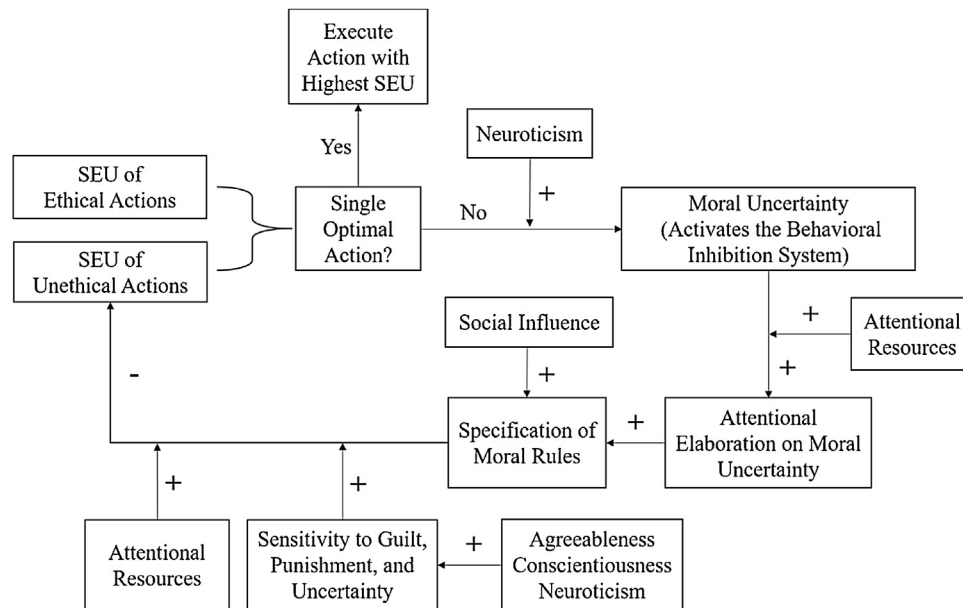 Execute
Action with
Highest SEU
Yes
Neuroticism
+
SEU of
Ethical Actions
Single
Optimal
Action?
No
Moral Uncertainty
(Activates the Behavioral
Inhibition System)
SEU of
Unethical Actions
Social Influence
+
+
Attentional
Resources
+
-
Specification of
Moral Rules
+
Attentional
Elaboration on Moral
Uncertainty
+
+
Attentional
Resources
Sensitivity to Guilt,
Punishment, and
Uncertainty
+
Agreeableness
Conscientiousness
Neuroticism